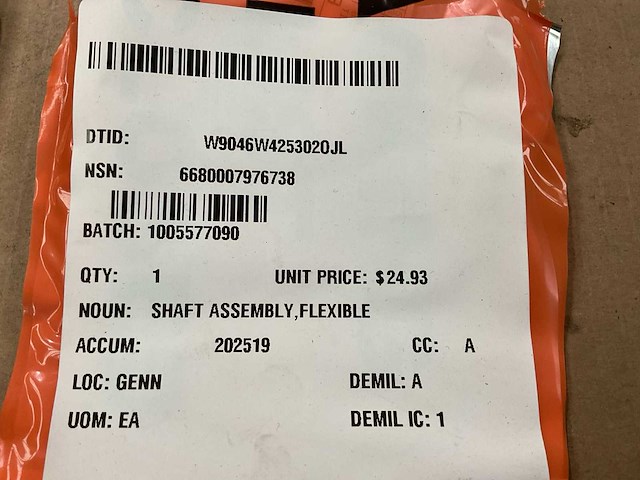 DTID: W9046W4253020JL
NSN: 6680007976738
BATCH: 1005577090
QTY: 1 UNIT PRICE: $24.93
NOUN: SHAFT ASSEMBLY,FLEXIBLE
ACCUM: 202519 CC: A
LOC: GENN DEMIL: A
UOM: EA DEMIL IC: 1